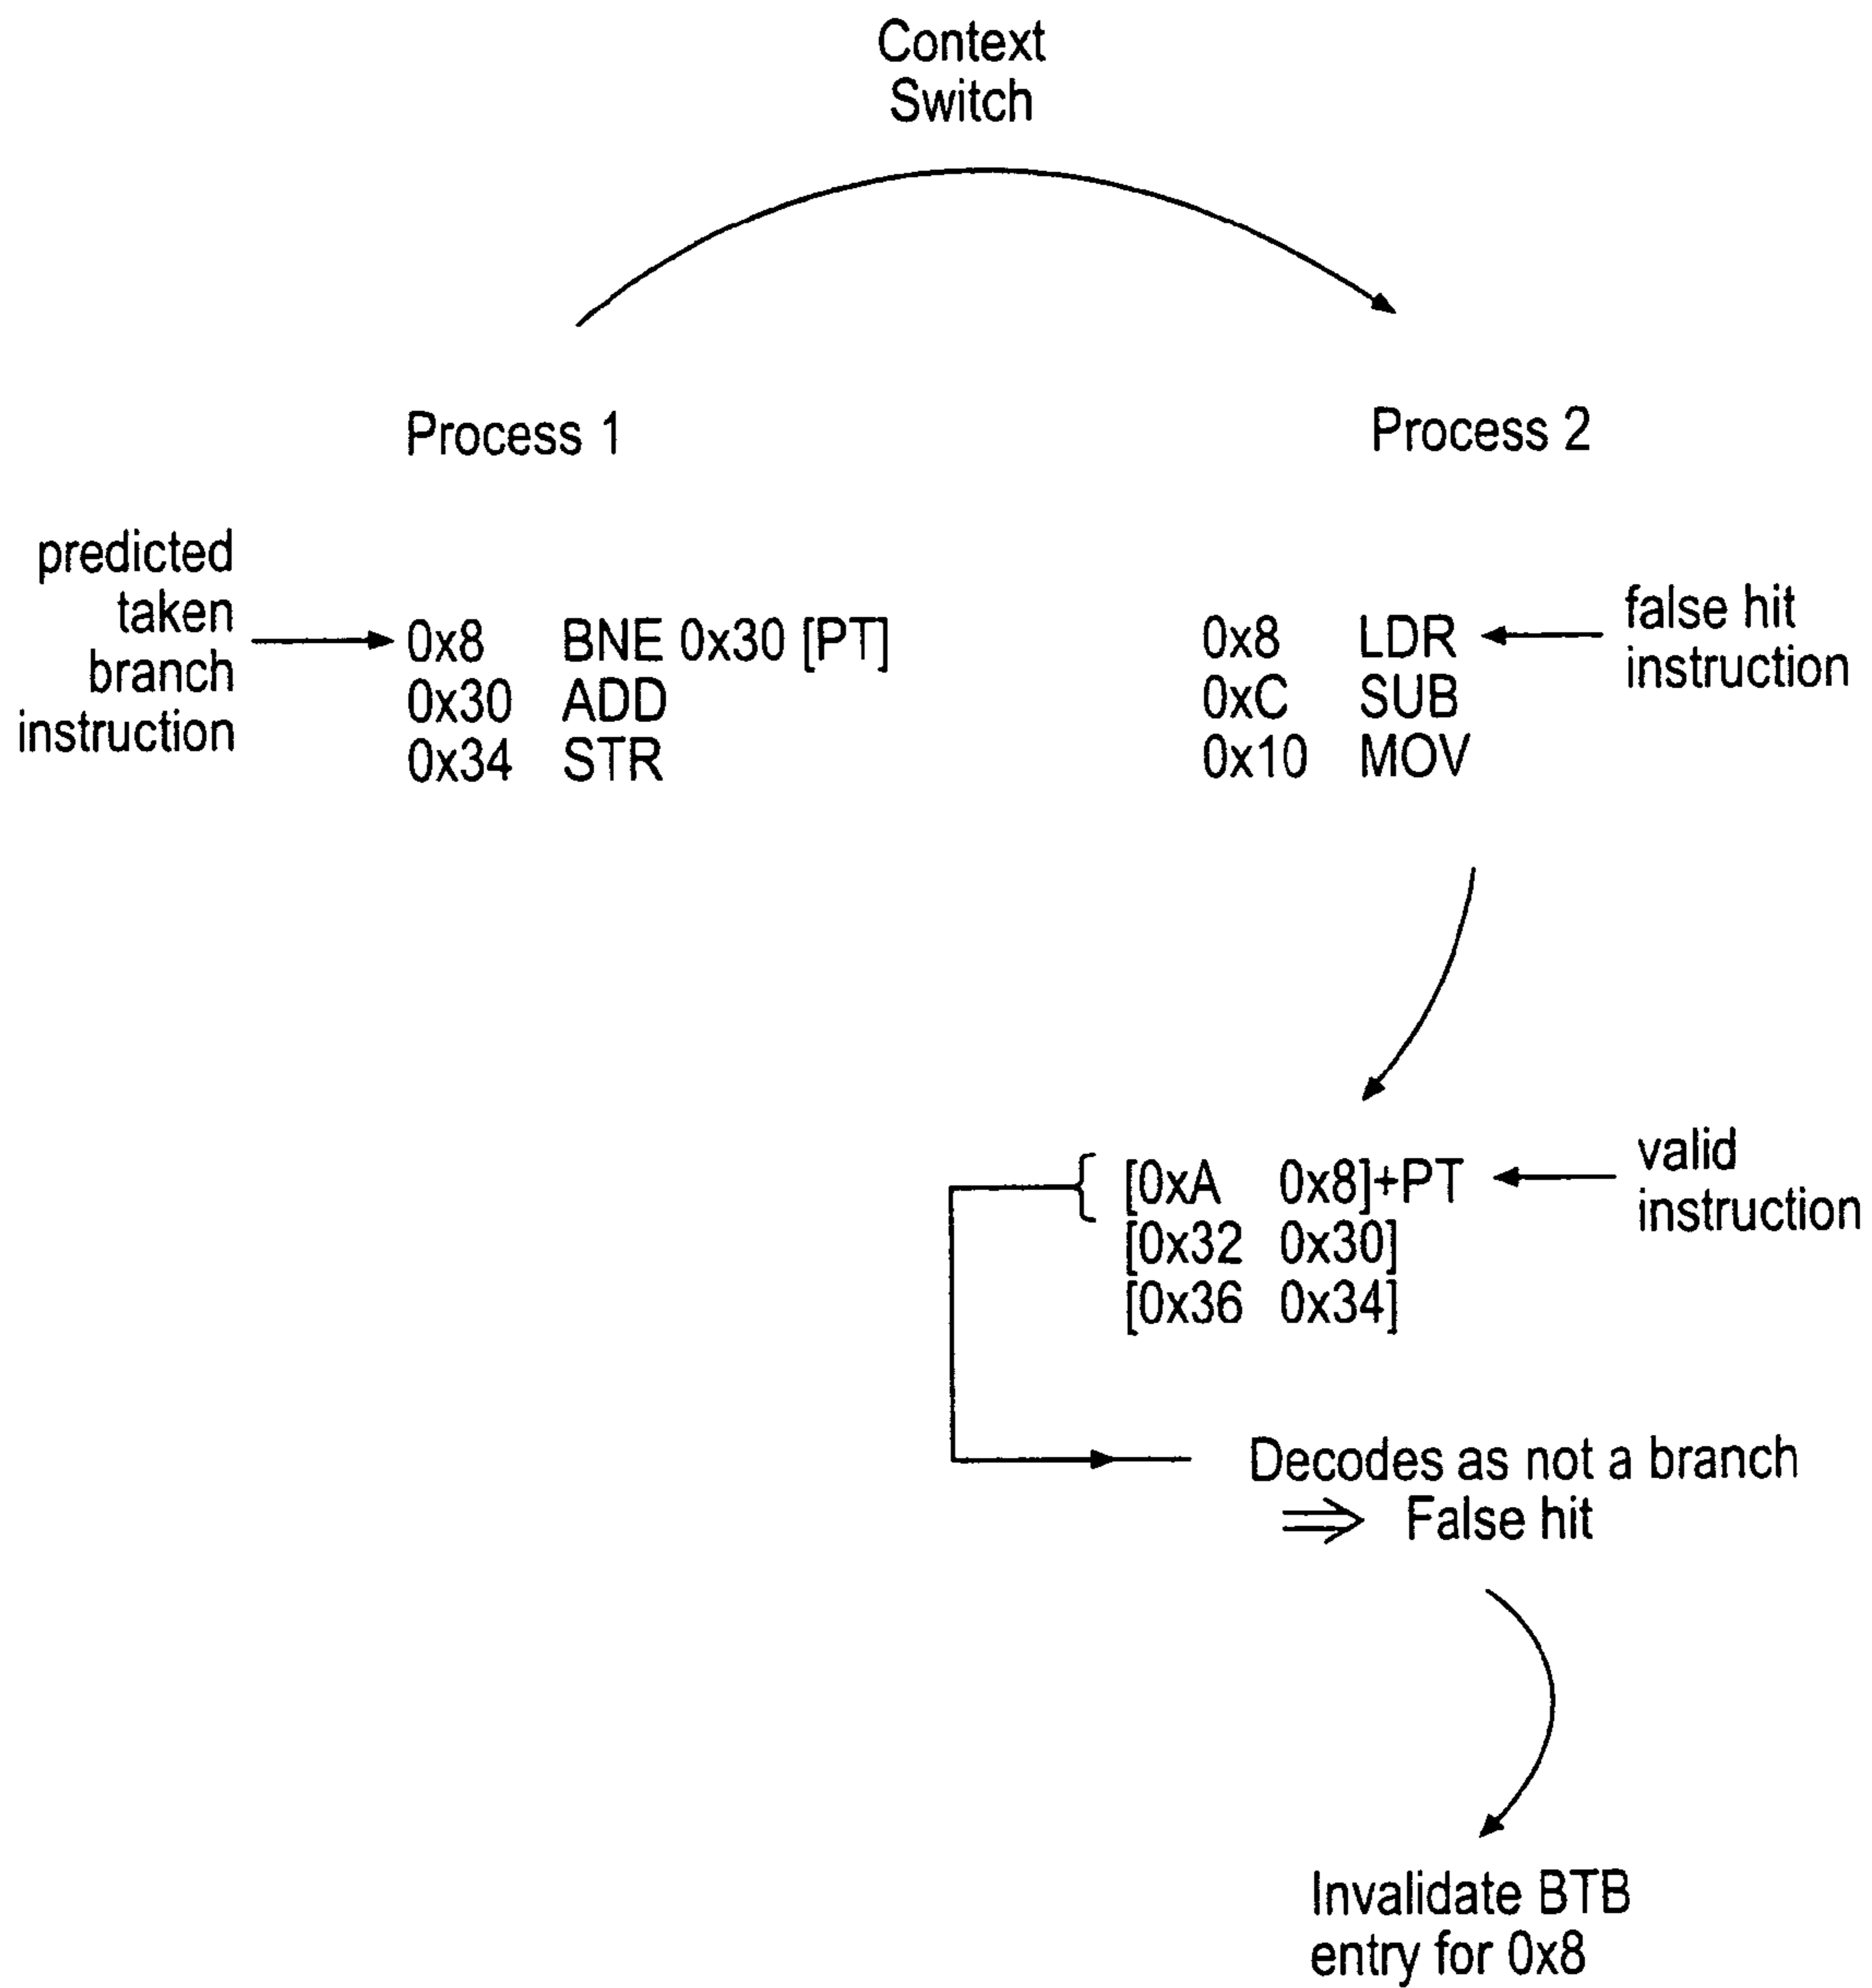 Context
Switch
Process 1
Process 2
predicted
taken
branch
instruction
0x8 BNE 0x30 [PT]
0x30 ADD
0x34 STR
0x8 LDR
0xC SUB
0x10 MOV
false hit
instruction
[0xA 0x8]+PT
[0x32 0x30]
[0x36 0x34]
valid
instruction
Decodes as not a branch
⇒ False hit
Invalidate BTB
entry for 0x8